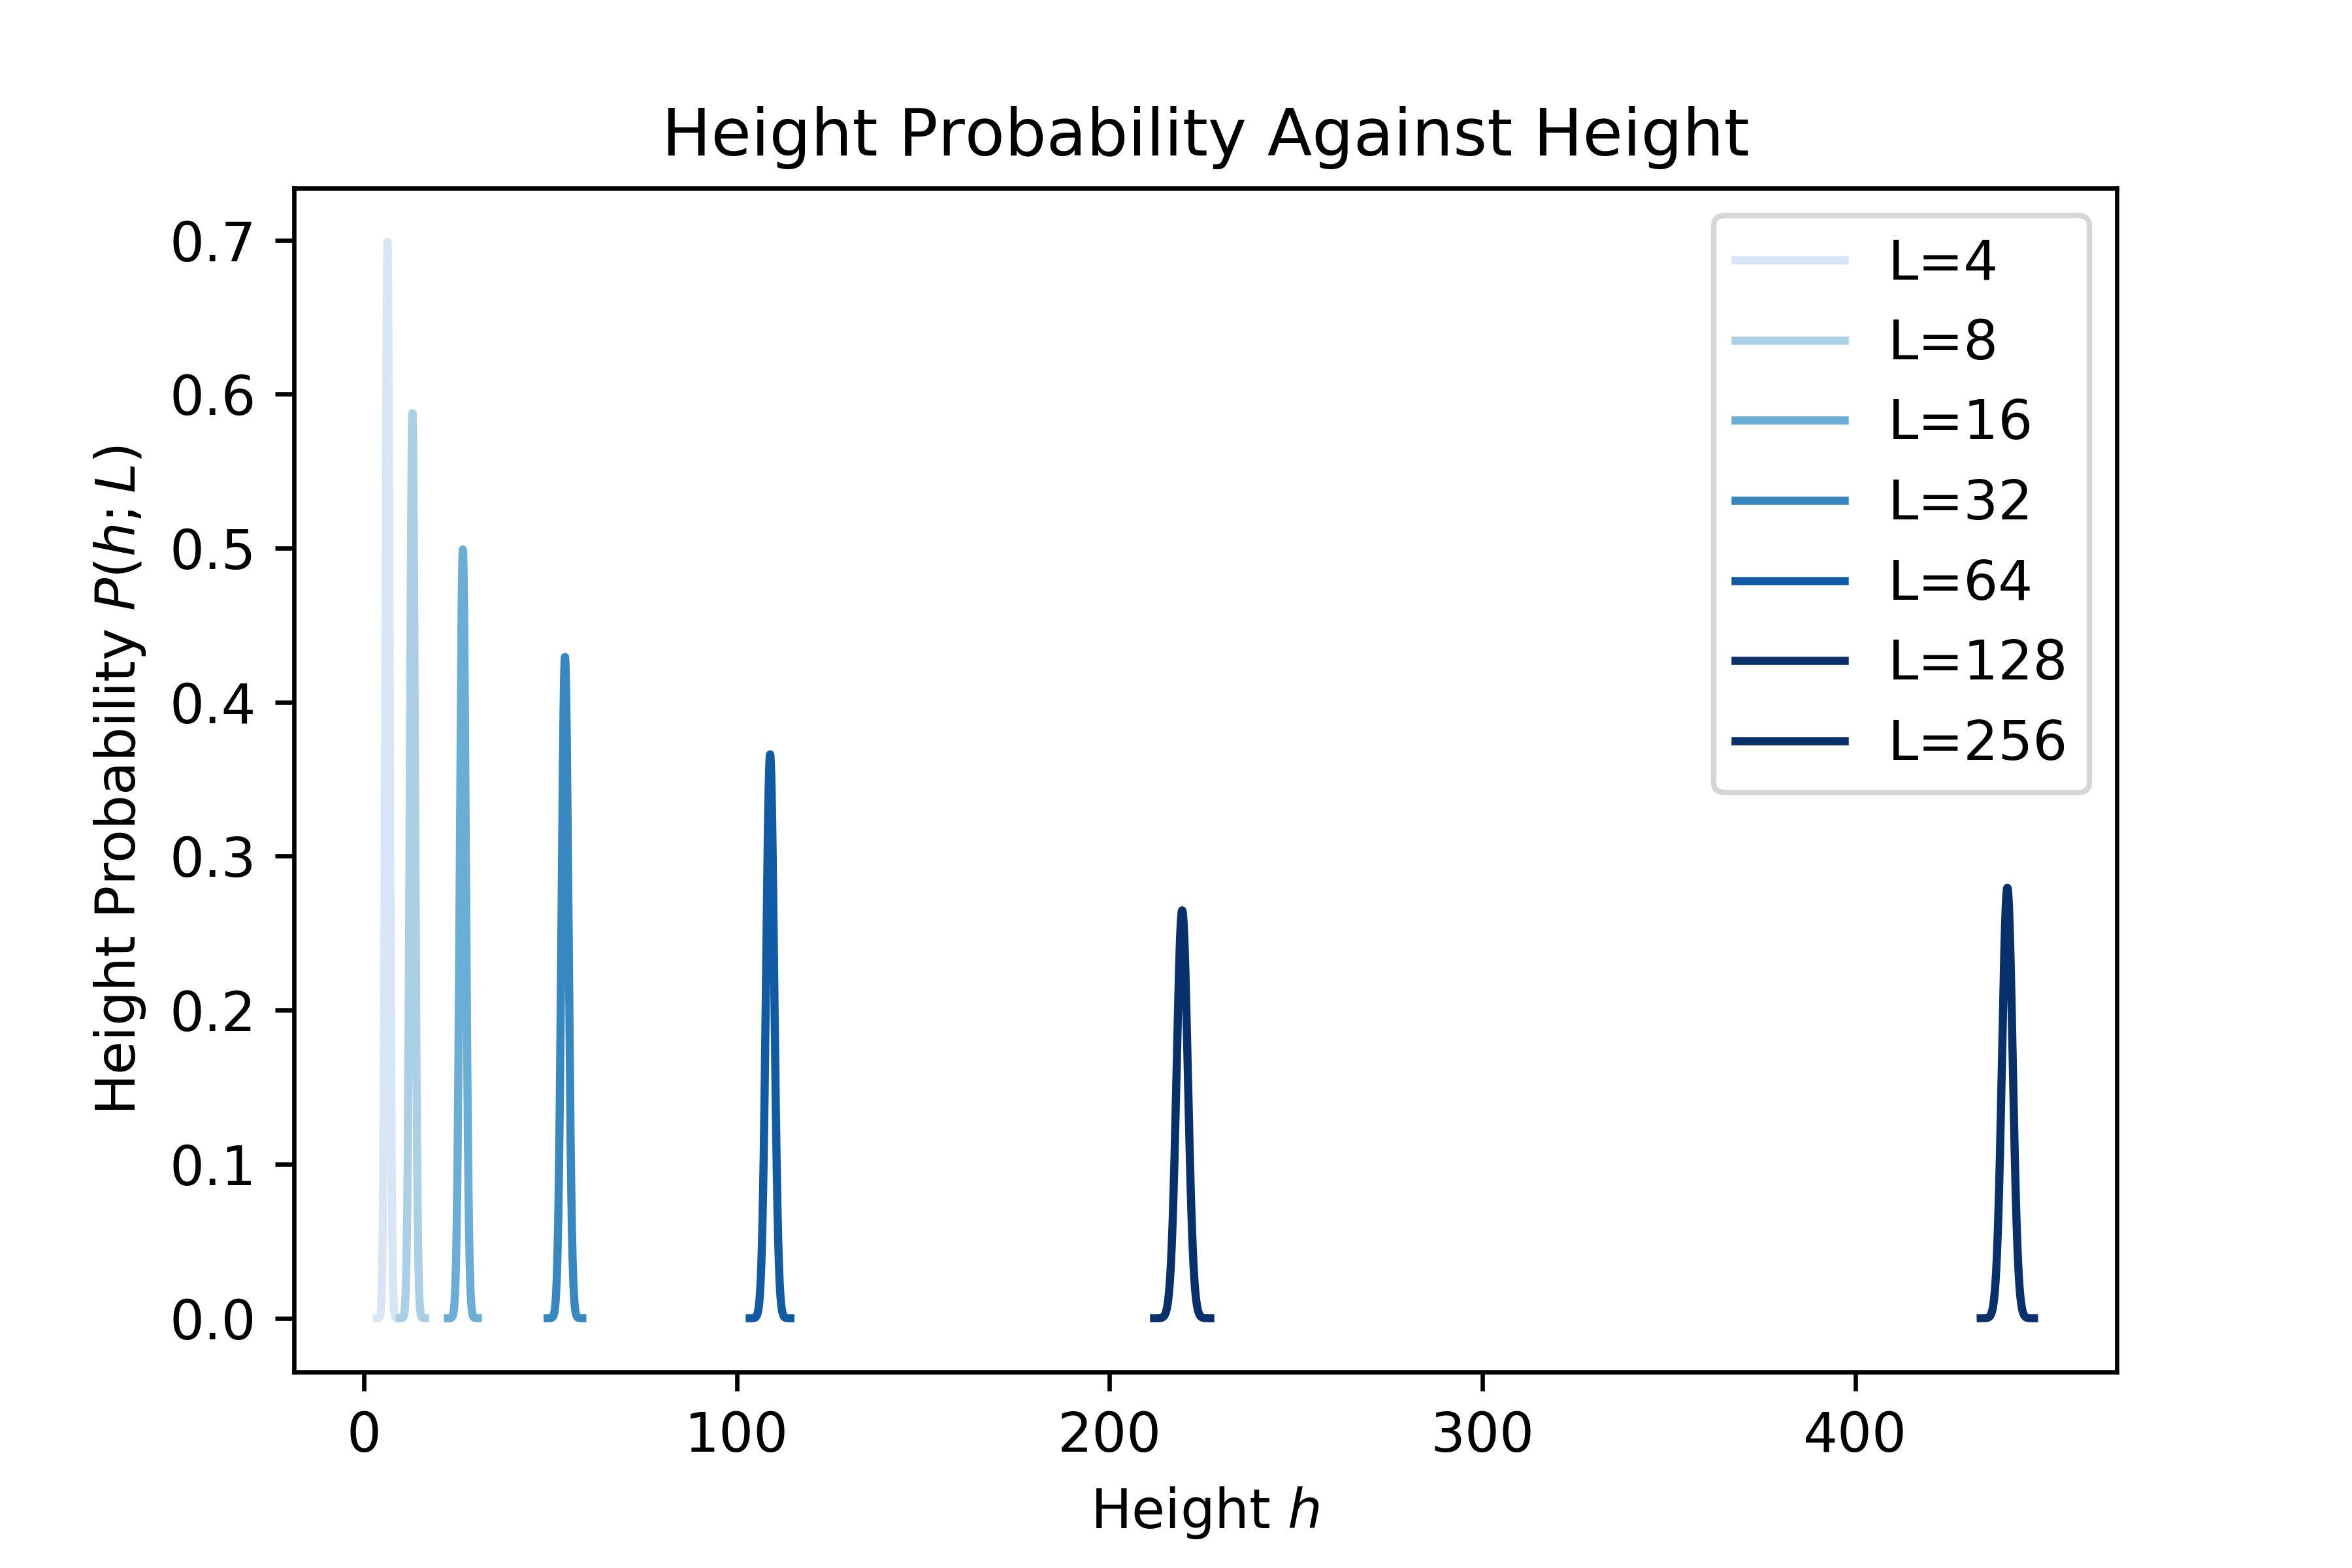 Height Probability Against Height
Height Probability P(h; L)
0.7
0.6
0.5
0.4
0.3
0.2
0.1
0.0
L=4
L=8
L=16
L=32
L=64
L=128
L=256
0 100 200 300 400
Height h